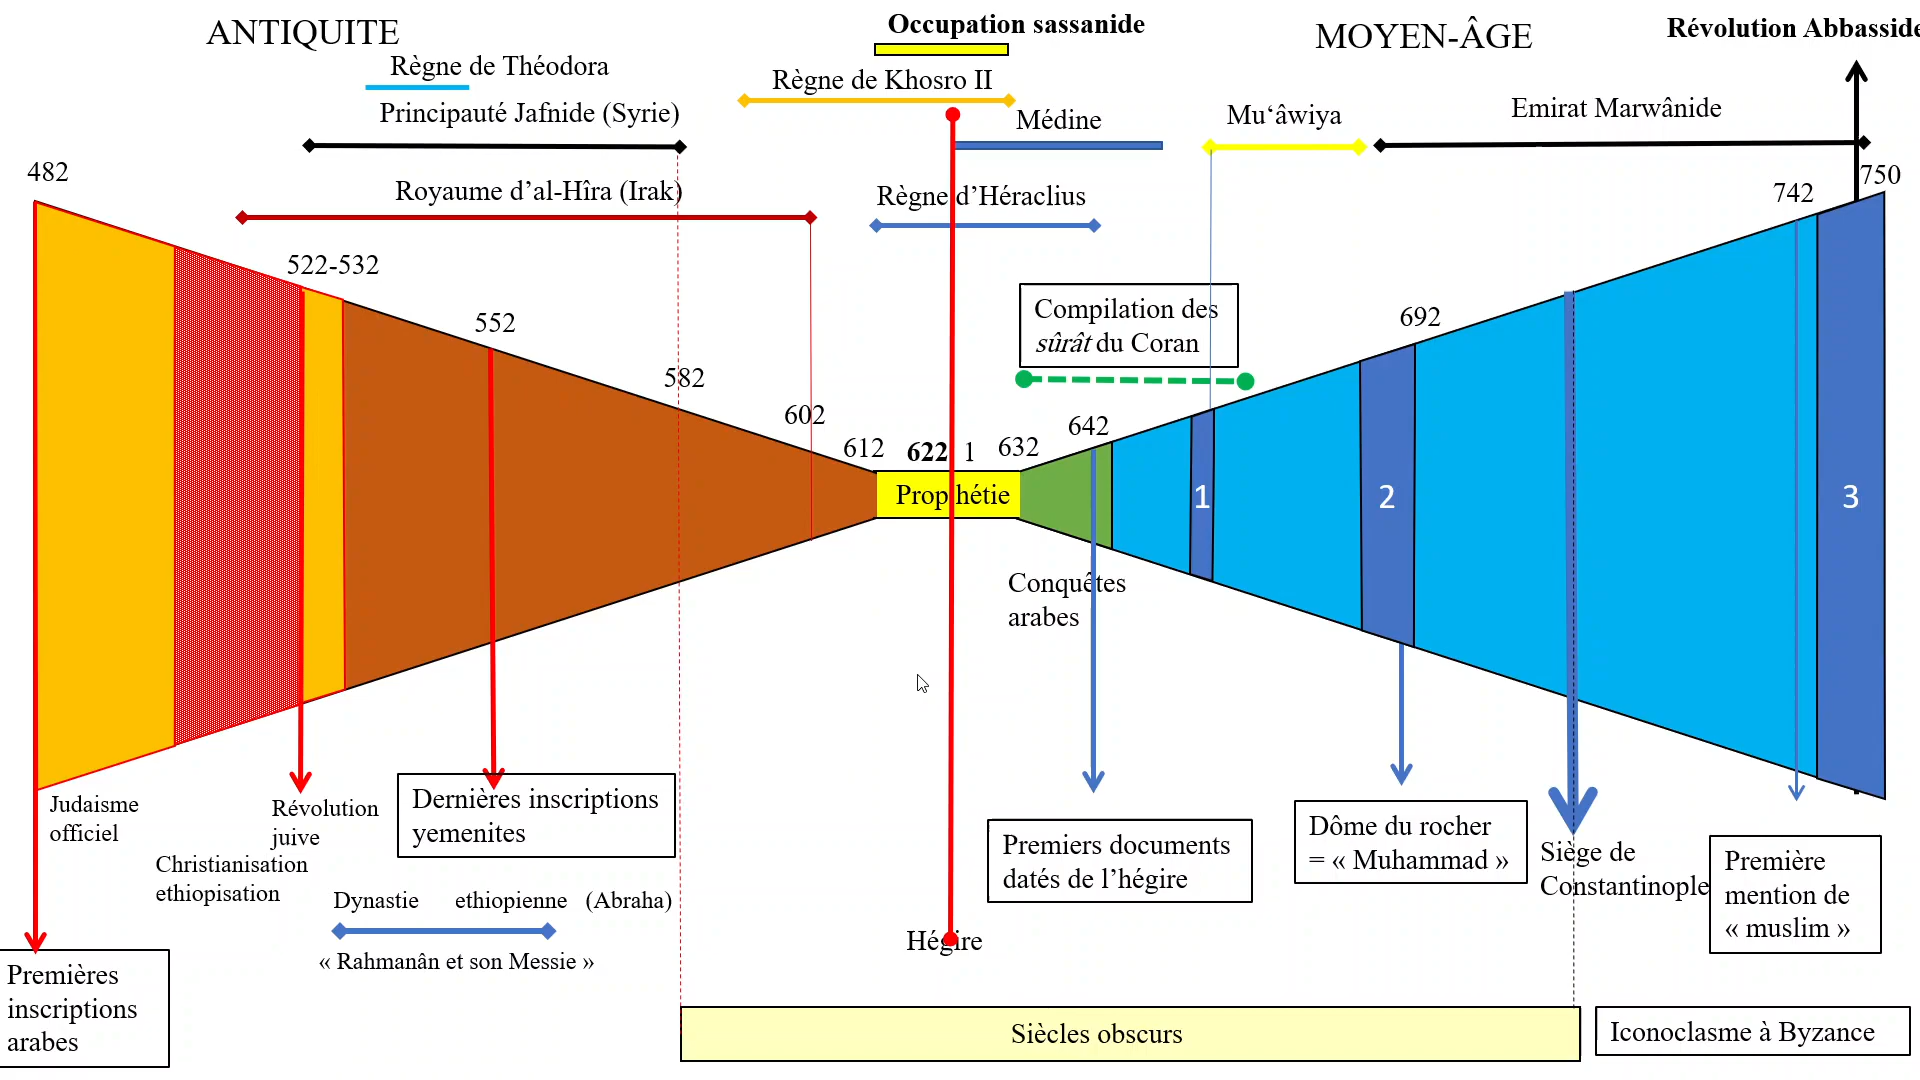 ANTIQUITE
Occupation sassanide
MOYEN-ÂGE
Révolution Abbasside
Règne de Théodora
Règne de Khosro II
Principauté Jafnide (Syrie)
Médine
Mu‘âwiya
Emirat Marwânide
482
Royaume d’al-Hîra (Irak)
Règne d’Héraclius
742
750
522-532
Compilation des
sûrât du Coran
552
692
582
602
612
622
1
632
642
Prophétie
1
2
3
Conquêtes
arabes
Judaisme
officiel
Révolution
juive
Christianisation
ethiopisation
Dernières inscriptions
yemenites
Dynastie ethiopienne (Abraha)
« Rahmanân et son Messie »
Premières
inscriptions
arabes
Hégire
Premiers documents
datés de l’hégire
Dôme du rocher
= « Muhammad »
Siège de
Constantinople
Première
mention de
« muslim »
Siècles obscurs
Iconoclasme à Byzance